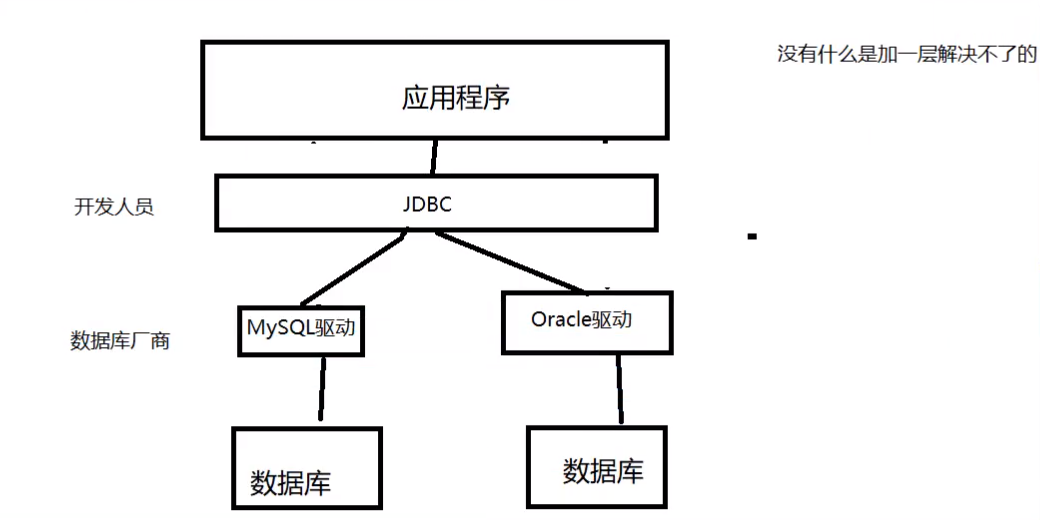 没有什么是加一层解决不了的
应用程序
开发人员
JDBC
数据库厂商
MySQL驱动
Oracle驱动
数据库
数据库